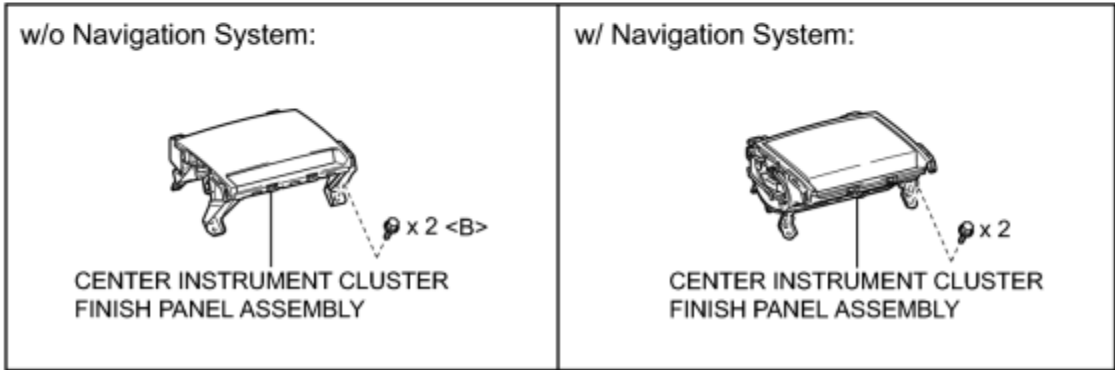 w/o Navigation System:
x 2 <B>
CENTER INSTRUMENT CLUSTER
FINISH PANEL ASSEMBLY
w/ Navigation System:
x 2
CENTER INSTRUMENT CLUSTER
FINISH PANEL ASSEMBLY